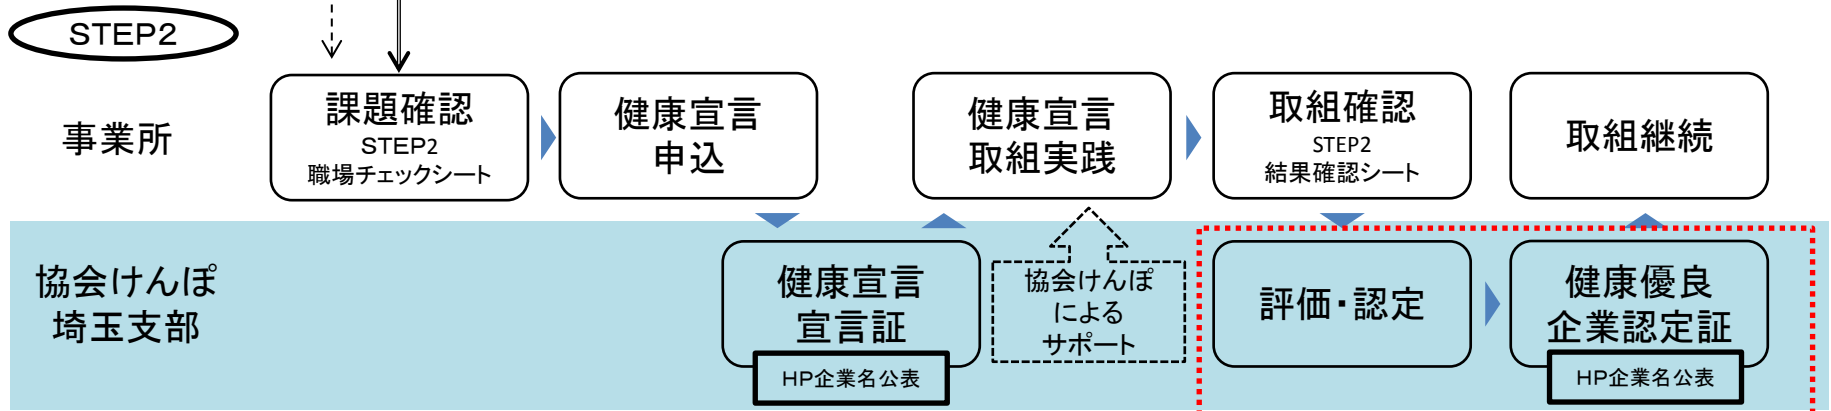 STEP2
事業所
課題確認
STEP2
職場チェックシート
健康宣言
申込
健康宣言
取組実践
取組確認
STEP2
結果確認シート
取組継続
協会けんぽ
埼玉支部
健康宣言
宣言証
HP企業名公表
協会けんぽ
による
サポート
評価・認定
健康優良
企業認定証
HP企業名公表